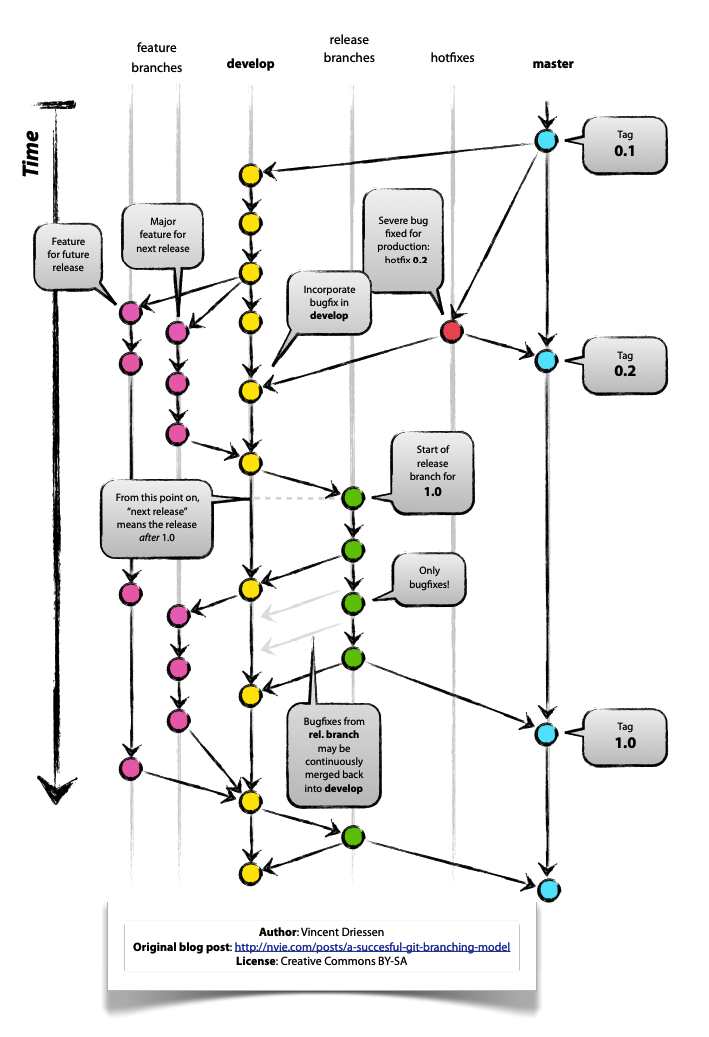 feature
branches
develop
release
branches
hotfixes
master
Time
Tag
0.1
Major
feature for
next release
Severe bug
fixed for
production:
hotfix 0.2
Feature
for future
release
Incorporate
bugfix in
develop
Tag
0.2
Start of
release
branch for
1.0
From this point on,
“next release”
means the release
after 1.0
Only
bugfixes!
Bugfixes from
rel. branch
may be
continuously
merged back
into develop
Tag
1.0
Author: Vincent Driessen
Original blog post: http://nvie.com/posts/a-succesful-git-branching-model
License: Creative Commons BY-SA